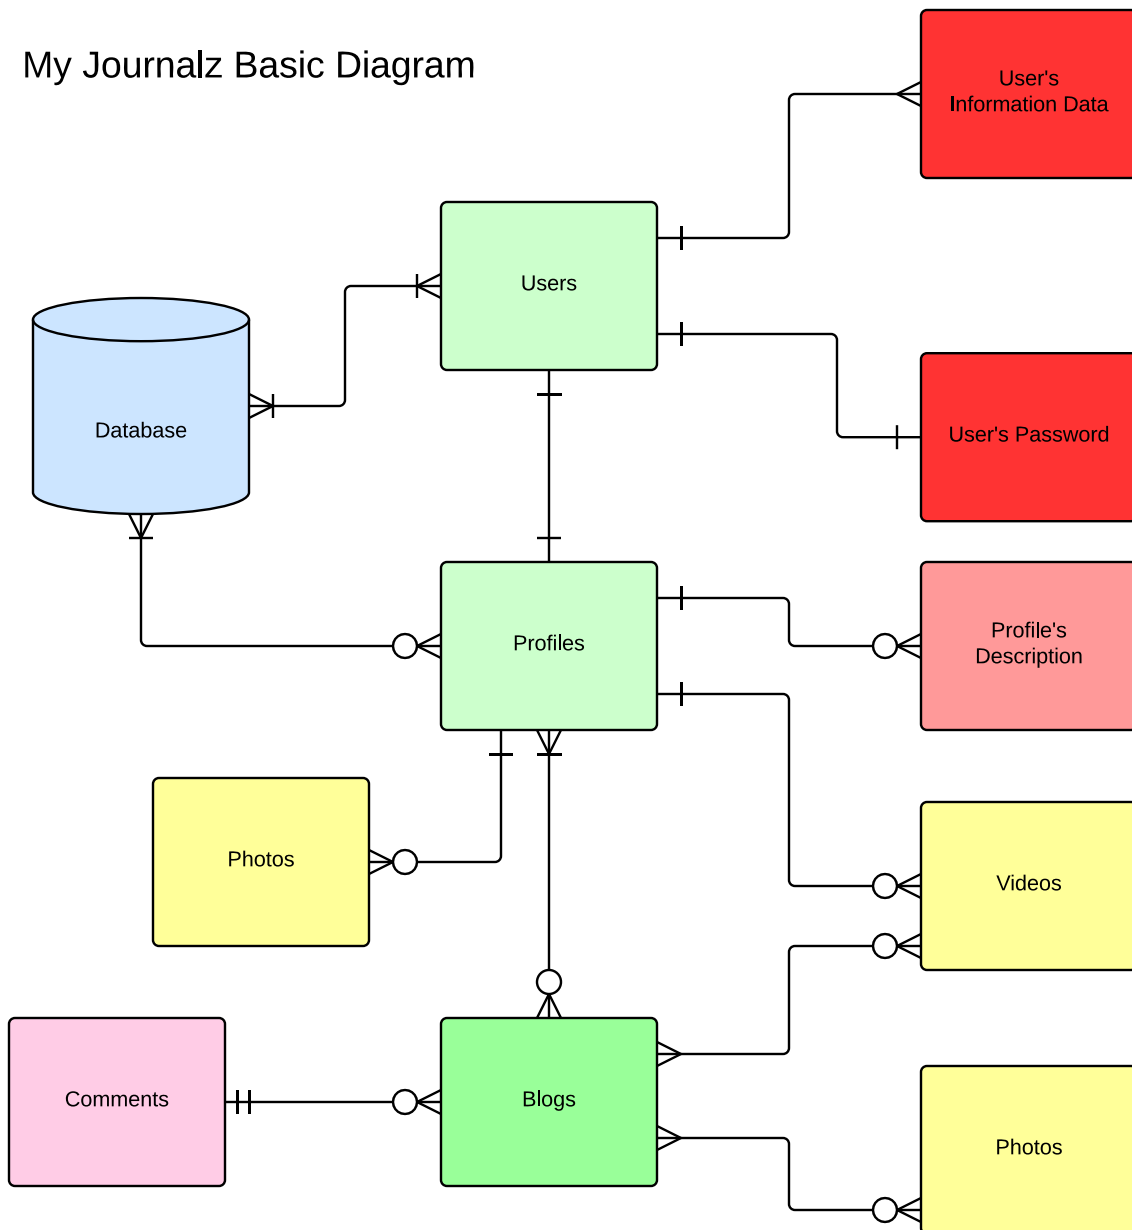 My Journalz Basic Diagram
User's
Information Data
Users
Database
User's Password
Profiles
Profile's
Description
Photos
Videos
Comments
Blogs
Photos